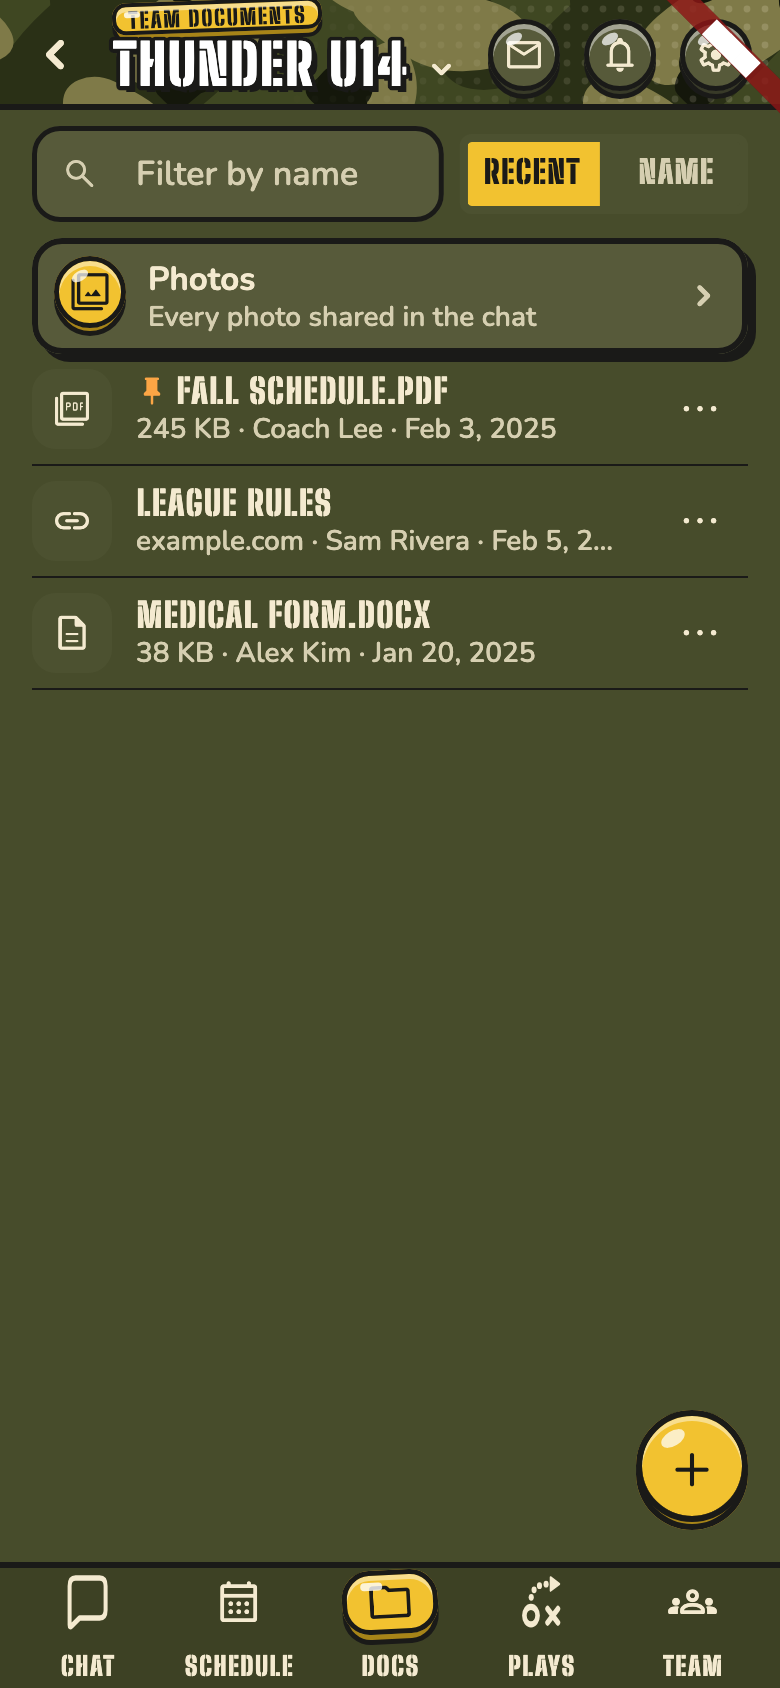 TEAM DOCUMENTS
THUNDER U14
Filter by name
RECENT
NAME
Photos
Every photo shared in the chat
PDF
FALL SCHEDULE.PDF
245 KB · Coach Lee · Feb 3, 2025
LEAGUE RULES
example.com · Sam Rivera · Feb 5, 2...
MEDICAL FORM.DOCX
38 KB · Alex Kim · Jan 20, 2025
CHAT
SCHEDULE
DOCS
PLAYS
TEAM